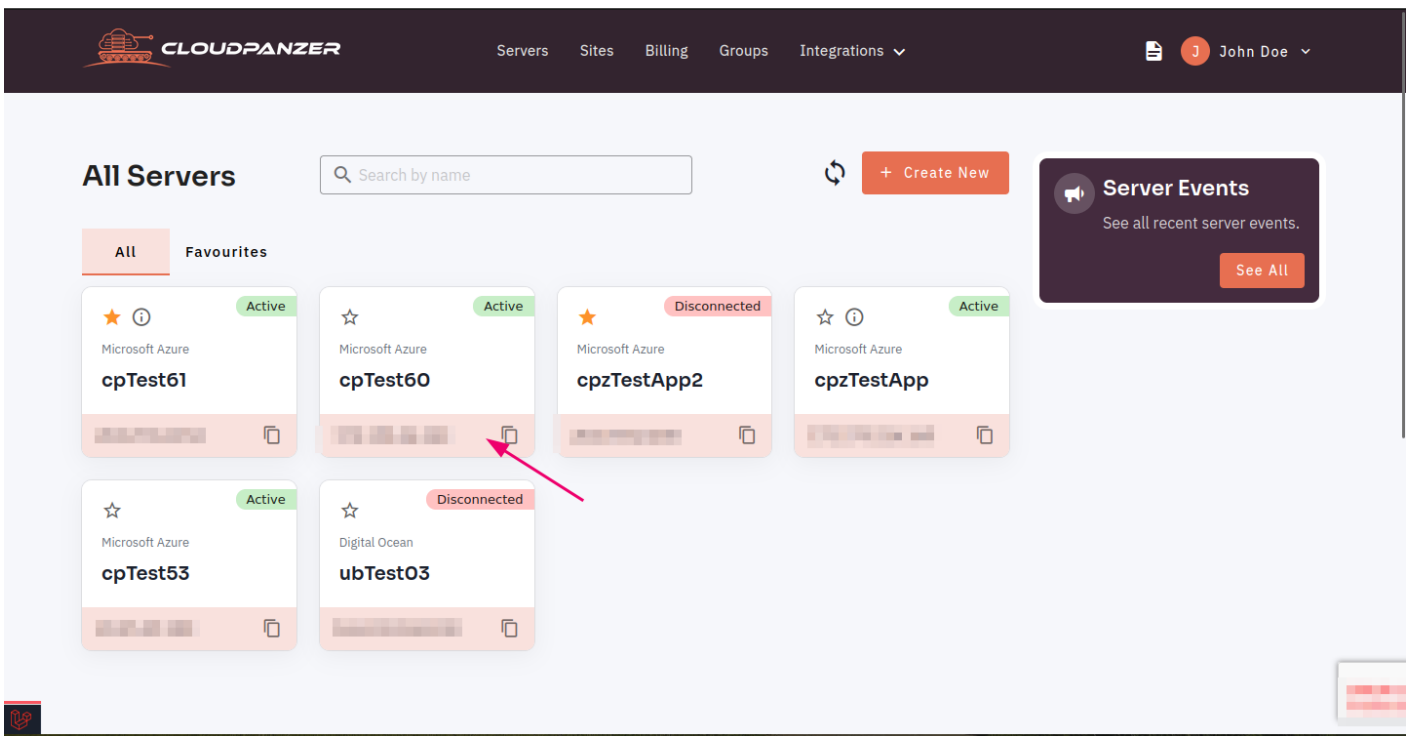 CLOUDPANZER
Servers Sites Billing Groups Integrations
J John Doe
All Servers
Search by name
+ Create New
Server Events
See all recent server events.
See All
All Favourites
Active
Microsoft Azure
cpTest61
Active
Microsoft Azure
cpTest60
Disconnected
Microsoft Azure
cpzTestApp2
Active
Microsoft Azure
cpzTestApp
Active
Microsoft Azure
cpTest53
Disconnected
Digital Ocean
ubTest03